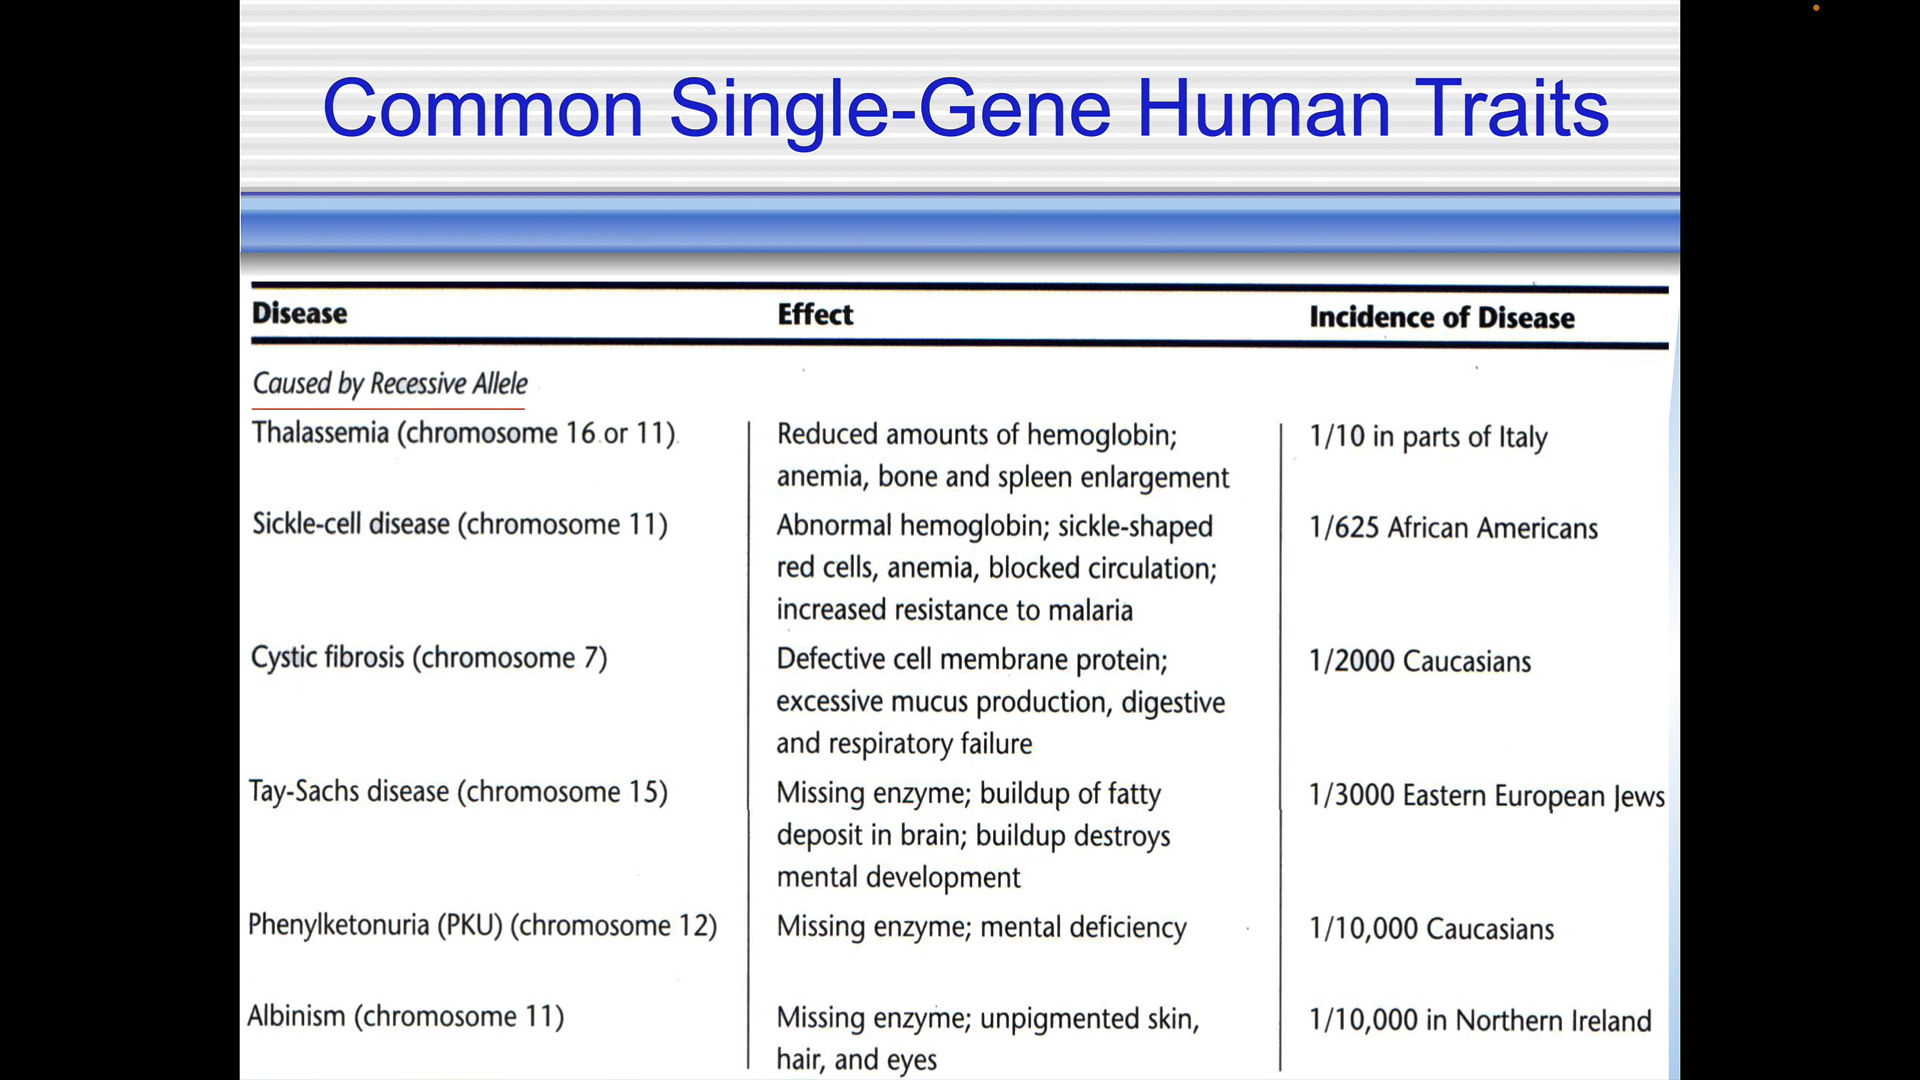 Common Single-Gene Human Traits
Disease Effect Incidence of Disease
Caused by Recessive Allele
Thalassemia (chromosome 16 or 11) Reduced amounts of hemoglobin; 1/10 in parts of Italy
anemia, bone and spleen enlargement
Sickle-cell disease (chromosome 11) Abnormal hemoglobin; sickle-shaped 1/625 African Americans
red cells, anemia, blocked circulation;
increased resistance to malaria
Cystic fibrosis (chromosome 7) Defective cell membrane protein; 1/2000 Caucasians
excessive mucus production, digestive
and respiratory failure
Tay-Sachs disease (chromosome 15) Missing enzyme; buildup of fatty 1/3000 Eastern European Jews
deposit in brain; buildup destroys
mental development
Phenylketonuria (PKU) (chromosome 12) Missing enzyme; mental deficiency 1/10,000 Caucasians
Albinism (chromosome 11) Missing enzyme; unpigmented skin, 1/10,000 in Northern Ireland
hair, and eyes